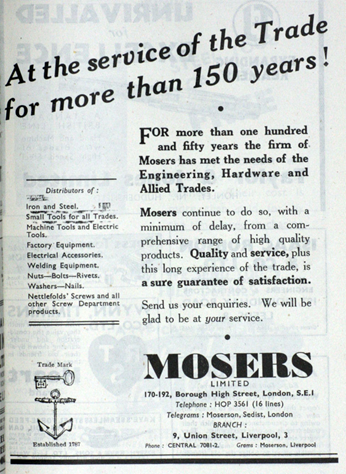 At the service of the Trade
for more than 150 years!
FOR more than one hundred
and fifty years the firm of
Mosers has met the needs of the
Engineering, Hardware and
Allied Trades.
Distributors of :
Iron and Steel.
Small Tools for all Trades.
Machine Tools and Electric
Tools.
Factory Equipment.
Electrical Accessories.
Welding Equipment.
Nuts—Bolts—Rivets.
Washers—Nails.
Nettlefolds' Screws and all
other Screw Department
products.
Mosers continue to do so, with a
minimum of delay, from a com-
prehensive range of high quality
products. Quality and service, plus
this long experience of the trade, is
a sure guarantee of satisfaction.
Send us your enquiries. We will be
glad to be at your service.
Trade Mark
Established 1787
MOSERS
LIMITED
170-192, Borough High Street, London, S.E.1
Telephone : HOP 3561 (16 lines)
Telegrams : Moserson, Sedist, London
BRANCH :
9, Union Street, Liverpool, 3
Phone : CENTRAL 7081-2. Grams : Moserson, Liverpool